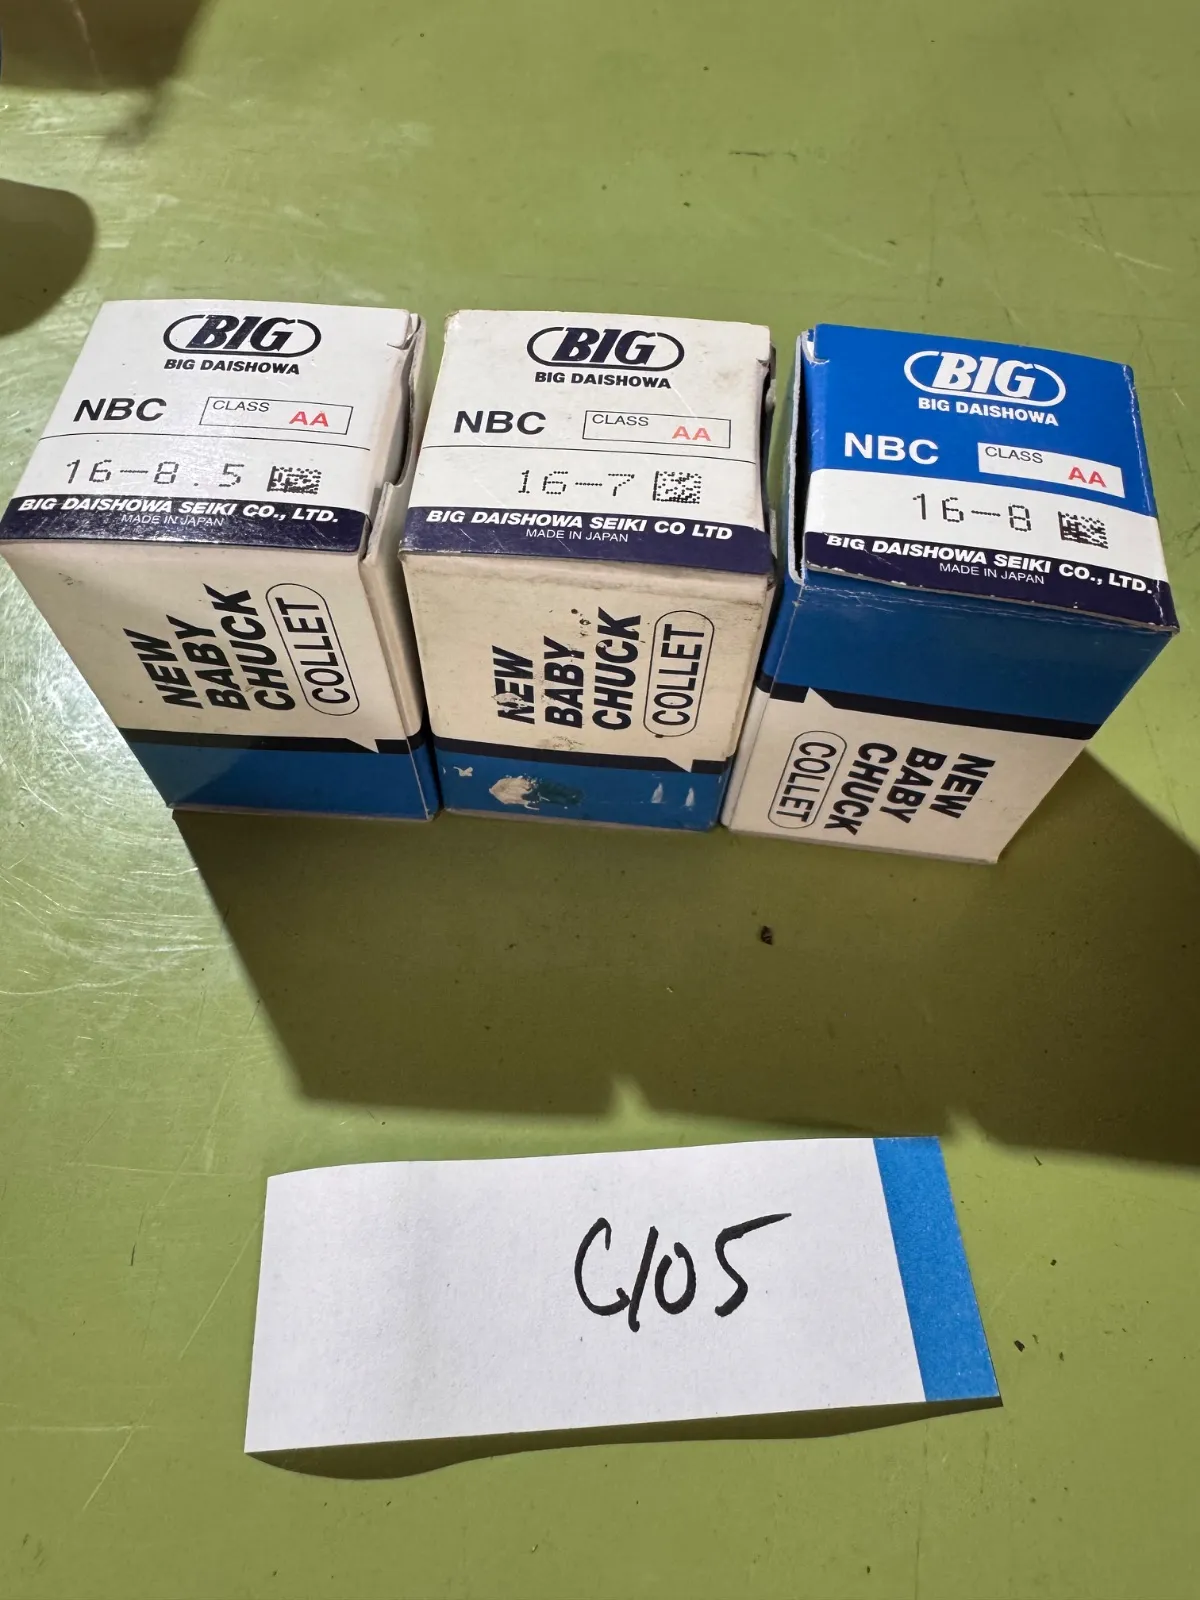 BIG
BIG DAISHOWA
NBC CLASS AA
16-8.5
BIG DAISHOWA SEIKI CO., LTD.
MADE IN JAPAN
NEW
BABY
CHUCK
COLLET
BIG
BIG DAISHOWA
NBC CLASS AA
16-7
BIG DAISHOWA SEIKI CO LTD
MADE IN JAPAN
NEW
BABY
CHUCK
COLLET
BIG
BIG DAISHOWA
NBC CLASS AA
16-8
BIG DAISHOWA SEIKI CO., LTD.
MADE IN JAPAN
NEW
BABY
CHUCK
COLLET
C105